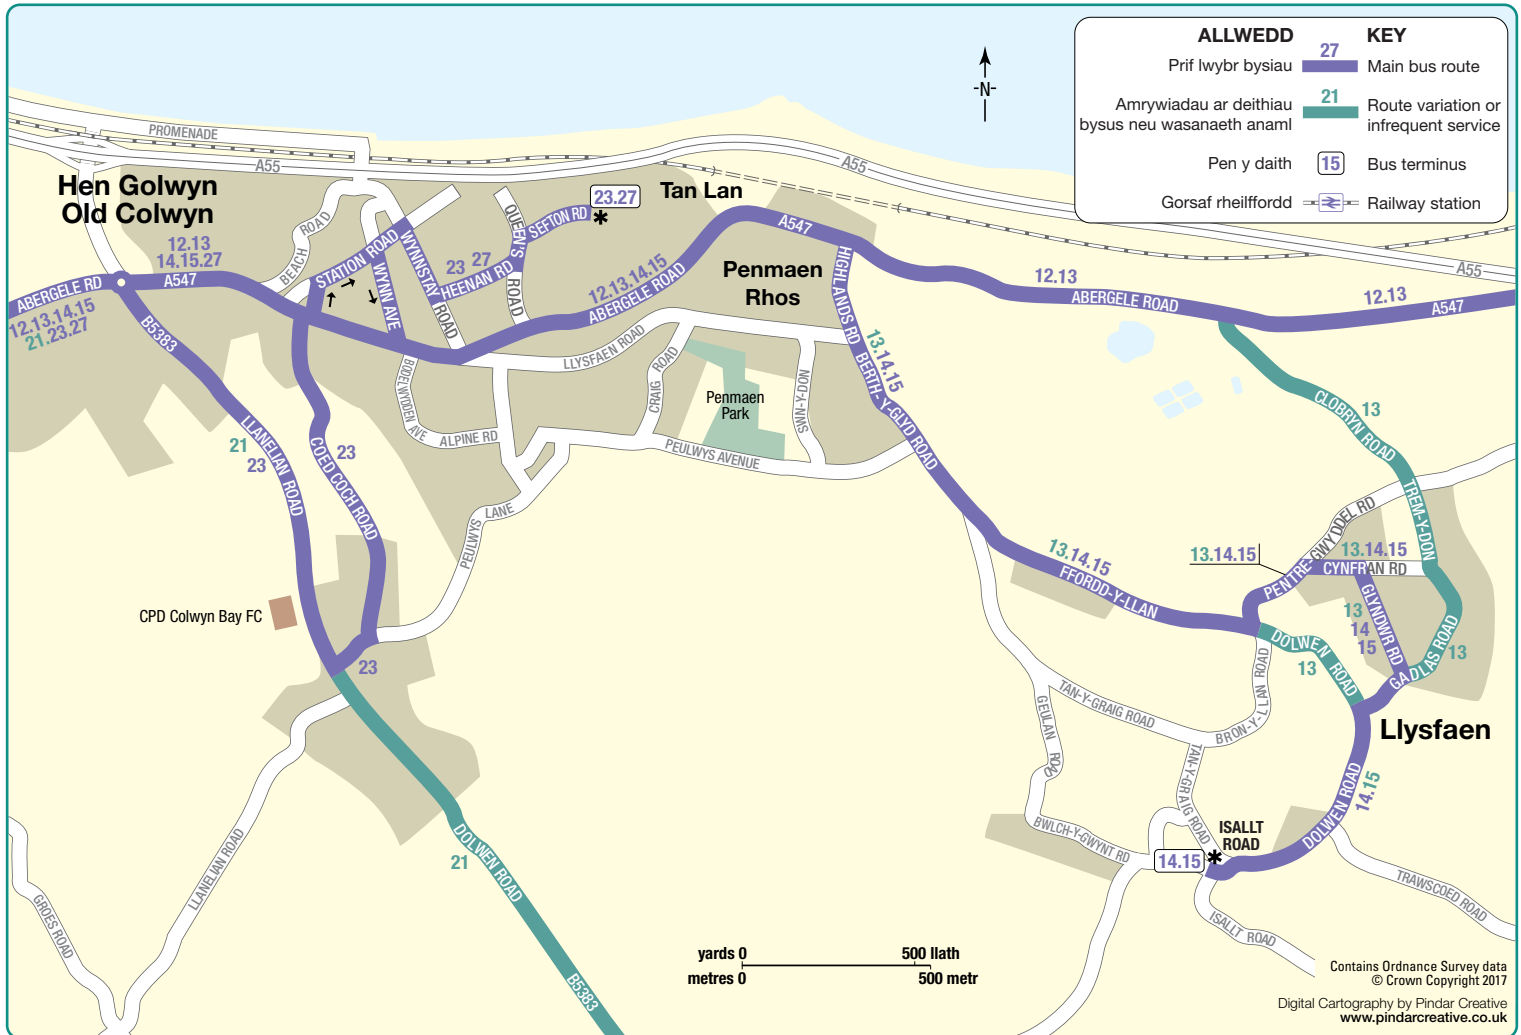 ALLWEDD
KEY
27
Prif lwybr bysiau
Main bus route
21
Amrywiadau ar deithiau
bysus neu wasanaeth anaml
Route variation or
infrequent service
Pen y daith
15
Bus terminus
Gorsaf rheilffordd
Railway station
-N-
PROMENADE
A55
A55
A55
Hen Golwyn
Old Colwyn
Tan Lan
Penmaen
Rhos
12.13
14.15.27
A547
ABERGELE RD
12.13.14.15
21.23.27
B5383
BEACH ROAD
STATION ROAD
WYNN AVE
WYNNSTAY ROAD
23 27
HEENAN RD
QUEEN'S ROAD
SEFTON RD
23.27
*
12.13.14.15
ABERGELE ROAD
A547
HIGHLANDS RD
12.13
ABERGELE ROAD
12.13
A547
LLYSFAEN ROAD
CRAIG ROAD
Penmaen
Park
SWN-Y-DON
13.14.15
BERTH-Y-GLYD ROAD
BODELWYDDEN AVE
ALPINE RD
PEULWYS AVENUE
PEULWYS LANE
21
23
LLANELIAN ROAD
COED COCH ROAD
23
23
CPD Colwyn Bay FC
CLOBRYN ROAD
13
TREM-Y-DON
PENTRE-GWYDDEL RD
13.14.15
13.14.15
CYNFRAN RD
13.14.15
FFORDD-Y-LLAN
13
14
15
GLYNDWR RD
GADLAS ROAD
13
DOLWEN ROAD
13
Llysfaen
TAN-Y-GRAIG ROAD
BRON-Y-LLAN ROAD
GEULAN ROAD
TAN-Y-GRAIG ROAD
BWLCH-Y-GWYNT RD
ISALLT
ROAD
14.15
*
DOLWEN ROAD
14.15
TRAWSCOED ROAD
ISALLT ROAD
LLANELIAN ROAD
GROES ROAD
DOLWEN ROAD
21
B5383
yards 0
500 llath
metres 0
500 metr
Contains Ordnance Survey data
© Crown Copyright 2017
Digital Cartography by Pindar Creative
www.pindarcreative.co.uk